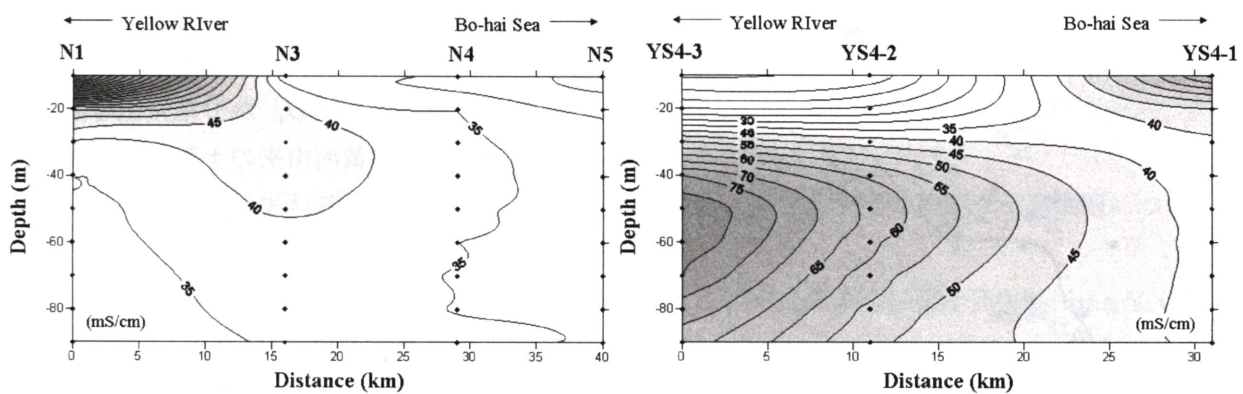 Yellow RIver
Bo-hai Sea
N1
N3
N4
N5
-20
-40
-60
-80
45
40
40
35
35
35
(mS/cm)
0
5
10
15
20
25
30
35
40
Depth (m)
Distance (km)
Yellow River
Bo-hai Sea
YS4-3
YS4-2
YS4-1
-20
-40
-60
-80
30
60
70
75
65
60
55
50
50
45
45
40
40
40
35
(mS/cm)
0
5
10
15
20
25
30
Depth (m)
Distance (km)